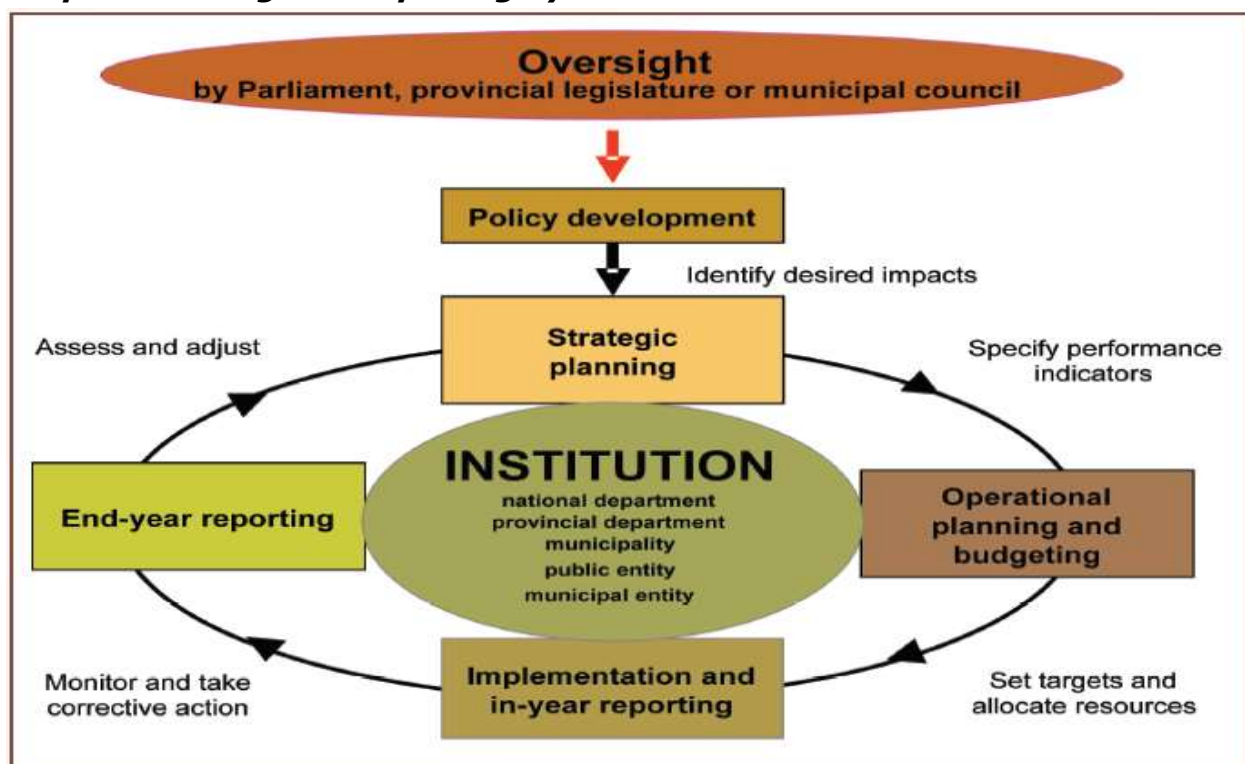 Oversight
by Parliament, provincial legislature or municipal council
Policy development
Identify desired impacts
Strategic
planning
Assess and adjust
Specify performance
indicators
INSTITUTION
national department
provincial department
municipality
public entity
municipal entity
End-year reporting
Operational
planning and
budgeting
Implementation and
in-year reporting
Monitor and take
corrective action
Set targets and
allocate resources